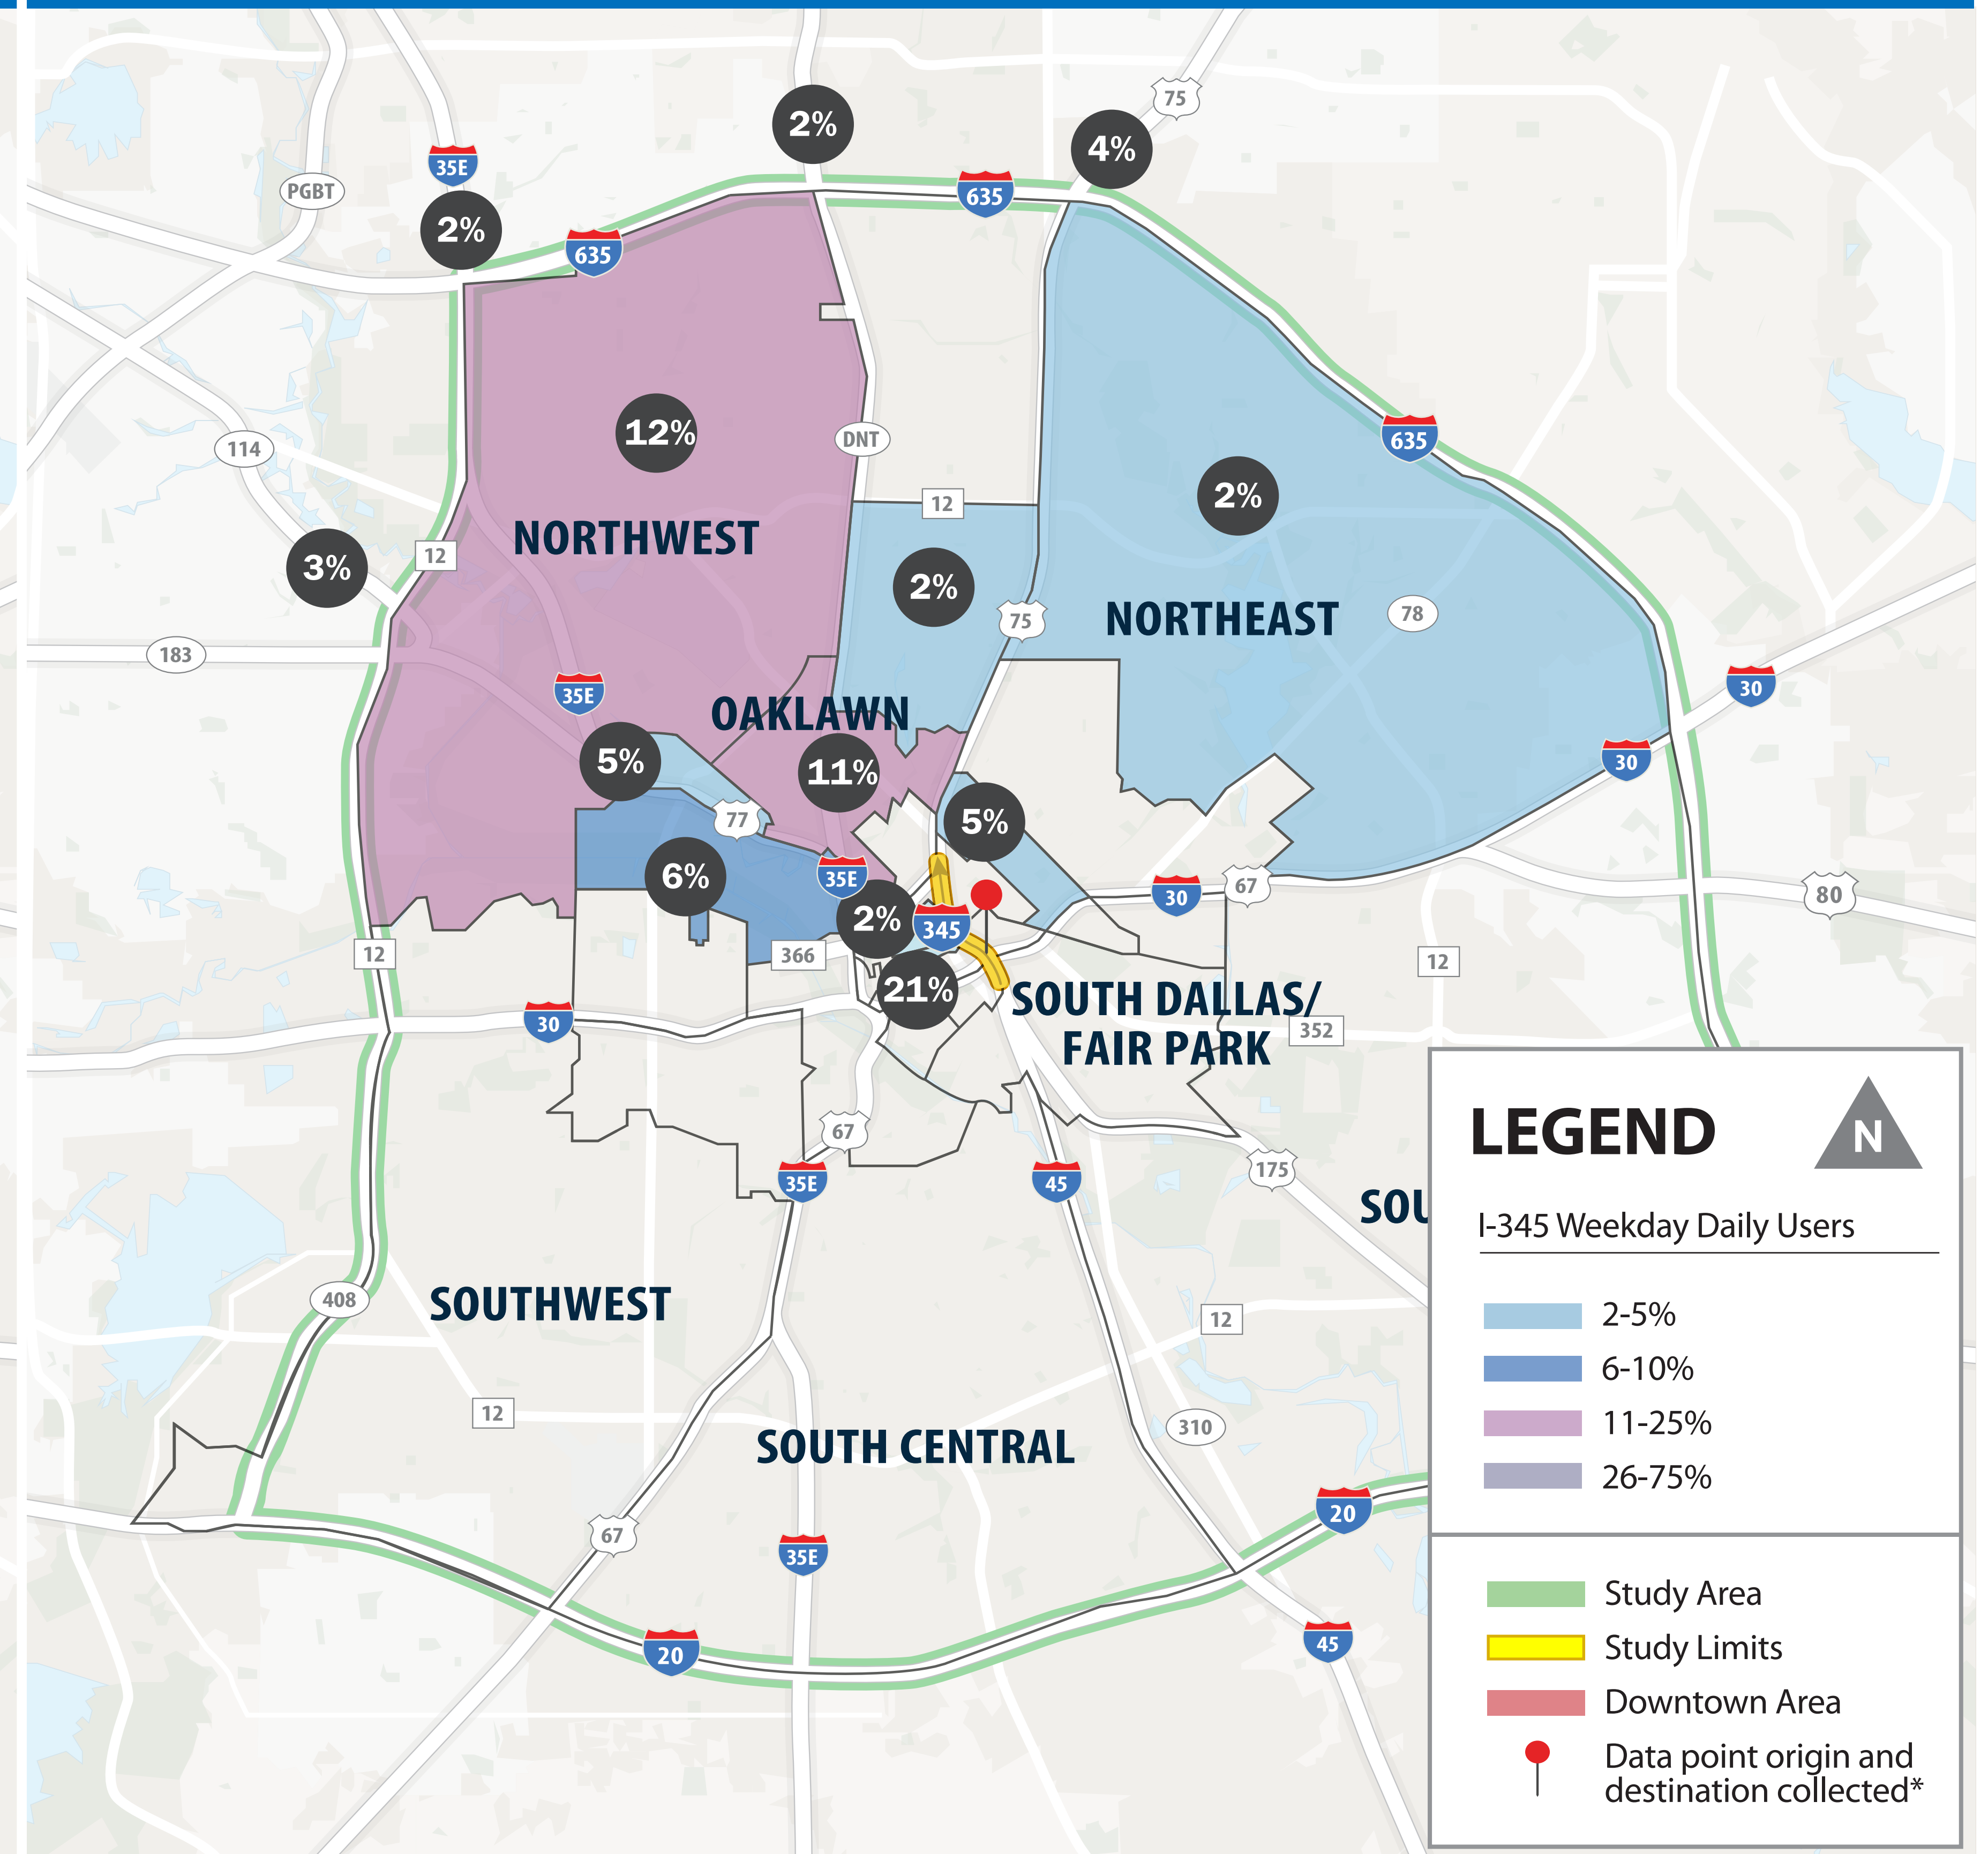 2%
75
4%
35E
PGBT
635
2%
635
12%
DNT
114
635
2%
12
NORTHWEST
12
3%
2%
NORTHEAST
78
75
183
30
35E
OAKLAWN
5%
11%
30
77
5%
6%
35E
67
30
80
2%
345
366
12
12
21%
SOUTH DALLAS/
FAIR PARK
30
352
67
35E
45
175
SOU
408
SOUTHWEST
12
12
310
SOUTH CENTRAL
20
67
35E
20
45
LEGEND
N
I-345 Weekday Daily Users
2-5%
6-10%
11-25%
26-75%
Study Area
Study Limits
Downtown Area
Data point origin and
destination collected*